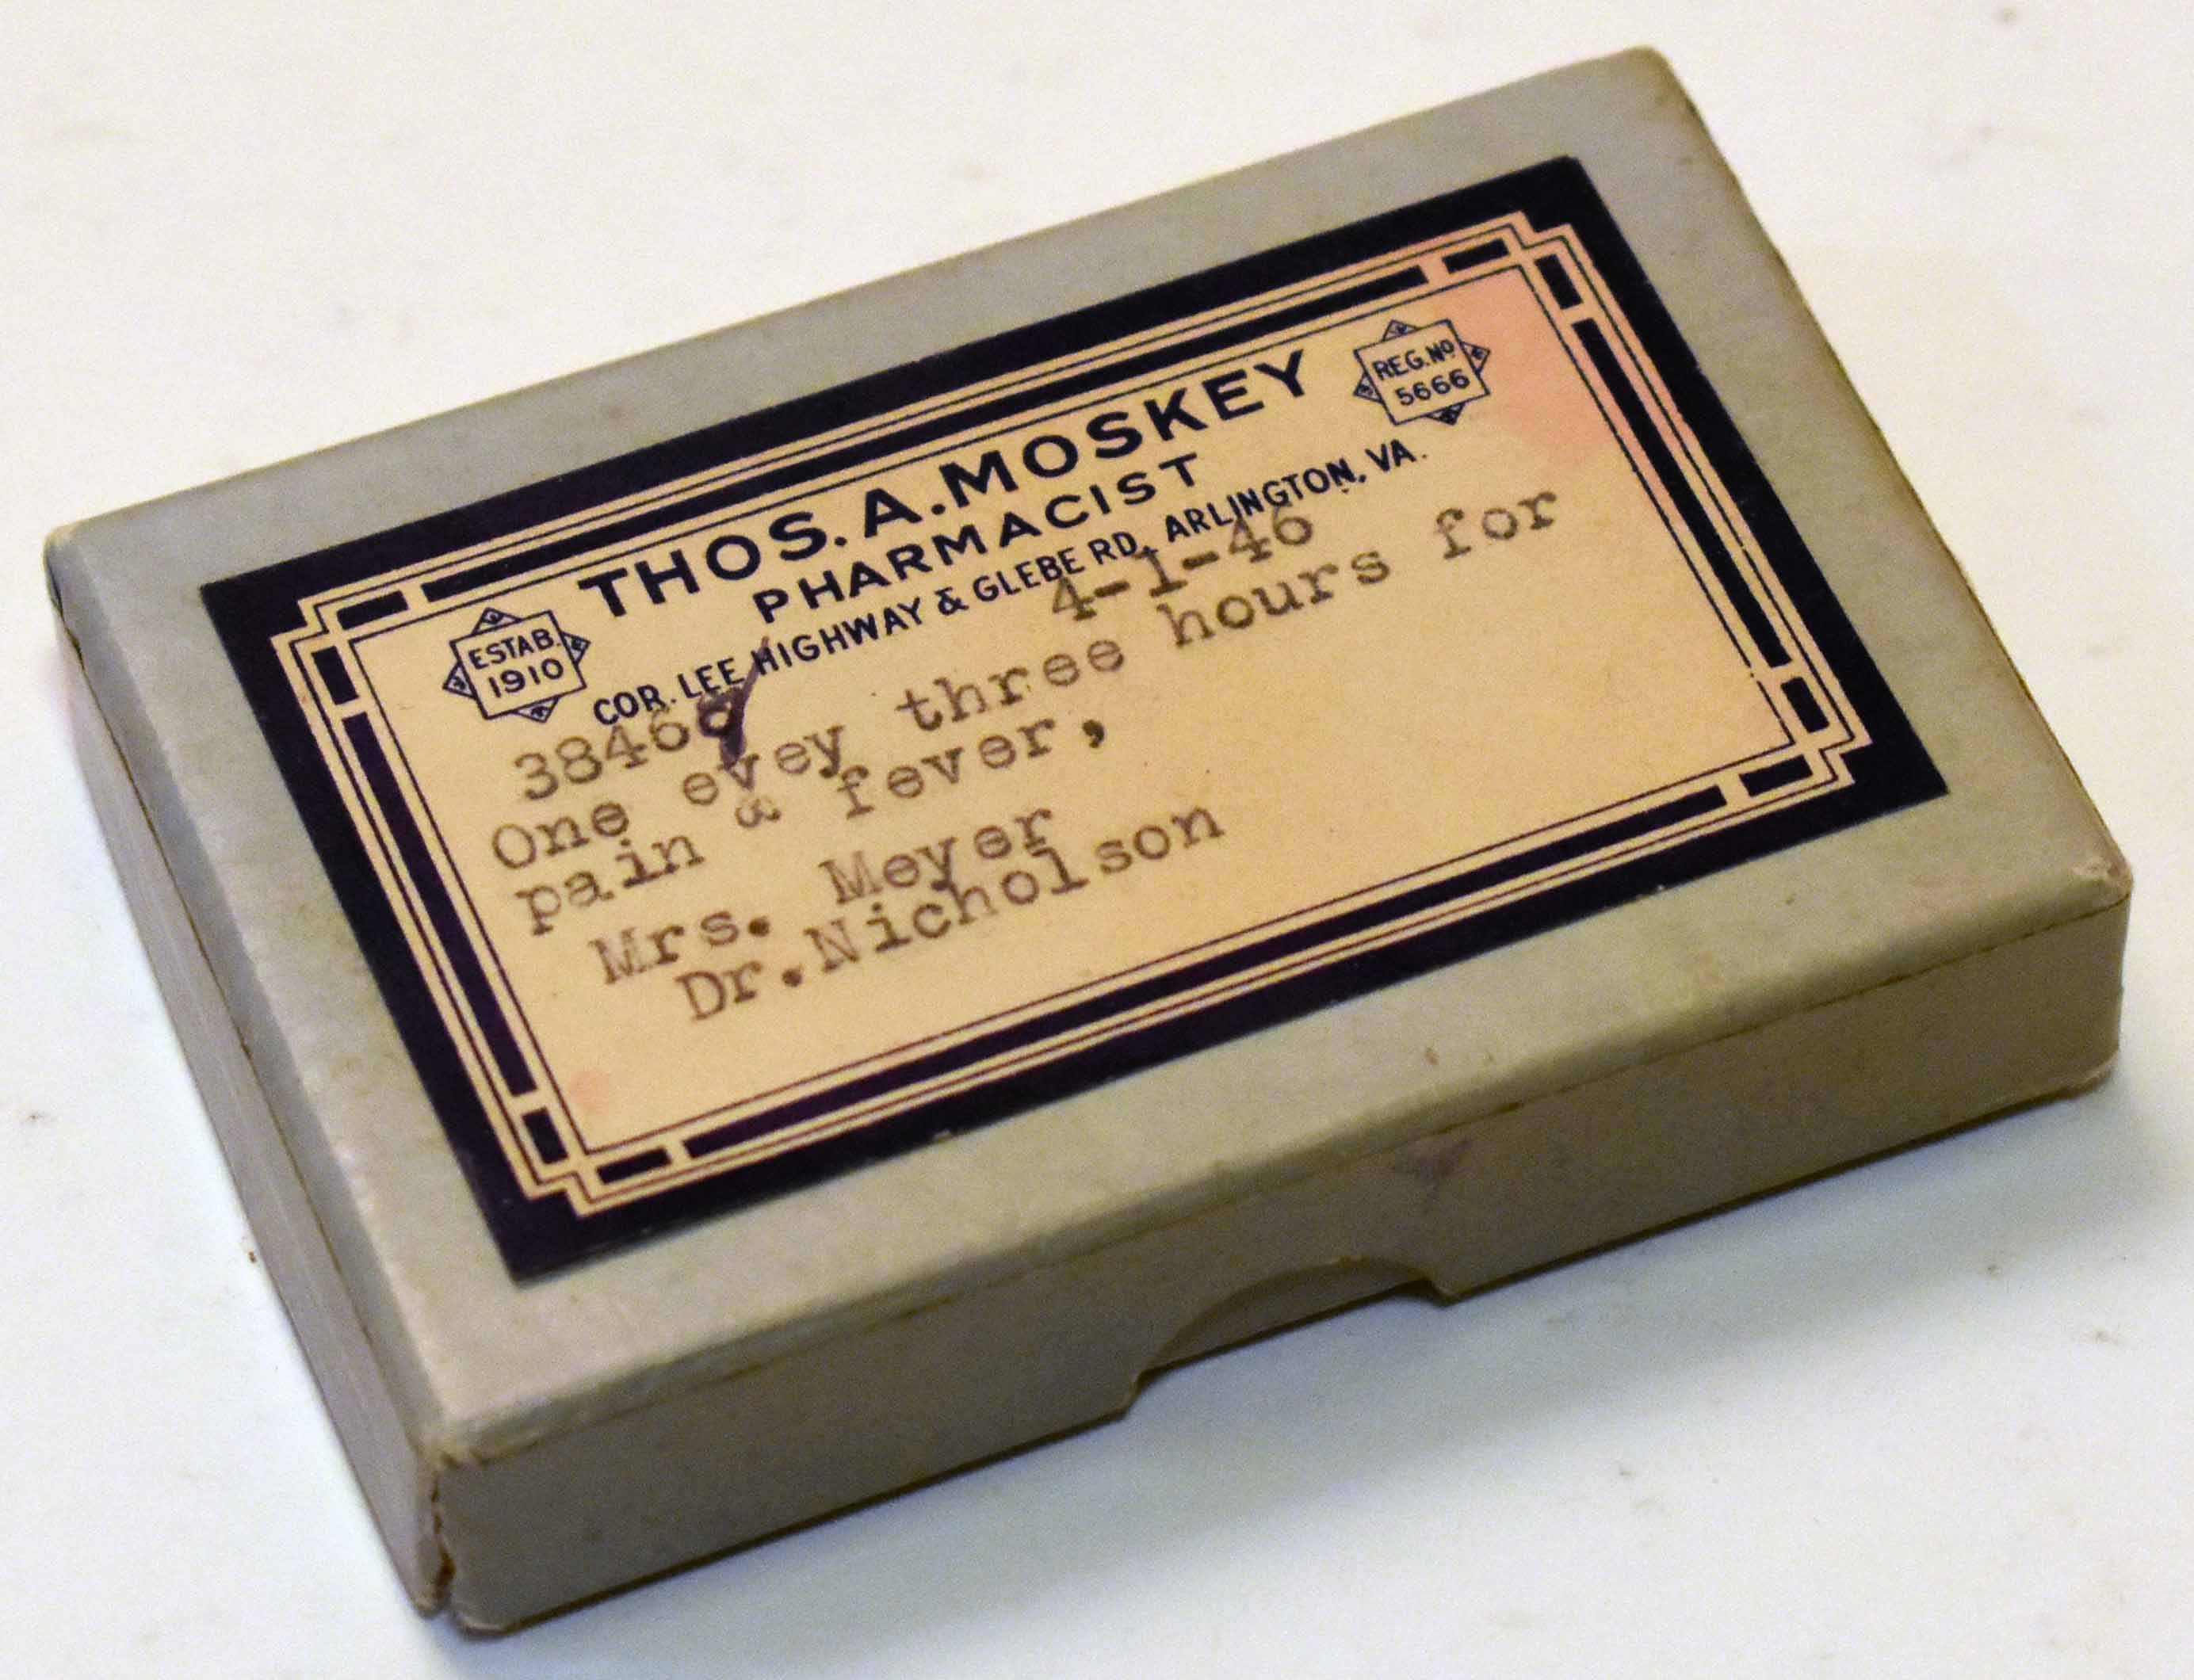 THOS. A. MOSKEY
REG. NO
5666
PHARMACIST
ESTAB.
1910
COR. LEE HIGHWAY & GLEBE RD. ARLINGTON, VA.
4-1-46
One evey three hours for
pain & fever,
Mrs. Meyer
Dr.Nicholson